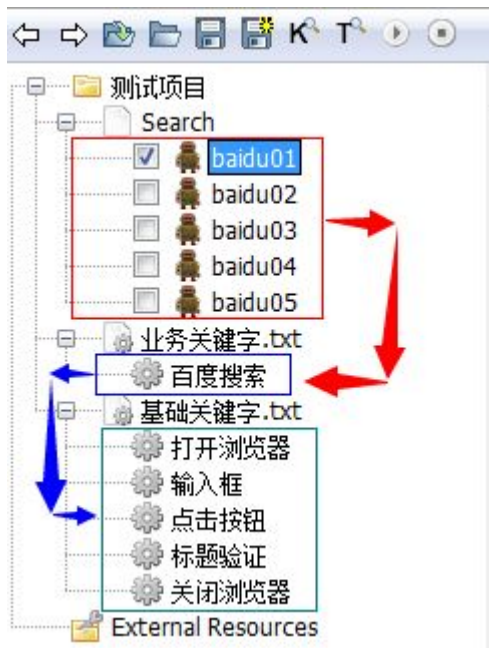 K T
测试项目
Search
baidu01
baidu02
baidu03
baidu04
baidu05
业务关键字.txt
百度搜索
基础关键字.txt
打开浏览器
输入框
点击按钮
标题验证
关闭浏览器
External Resources